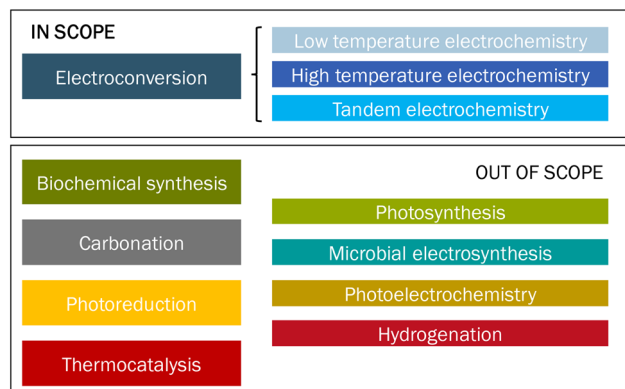 IN SCOPE
Electroconversion
Low temperature electrochemistry
High temperature electrochemistry
Tandem electrochemistry
OUT OF SCOPE
Biochemical synthesis
Carbonation
Photoreduction
Thermocatalysis
Photosynthesis
Microbial electrosynthesis
Photoelectrochemistry
Hydrogenation